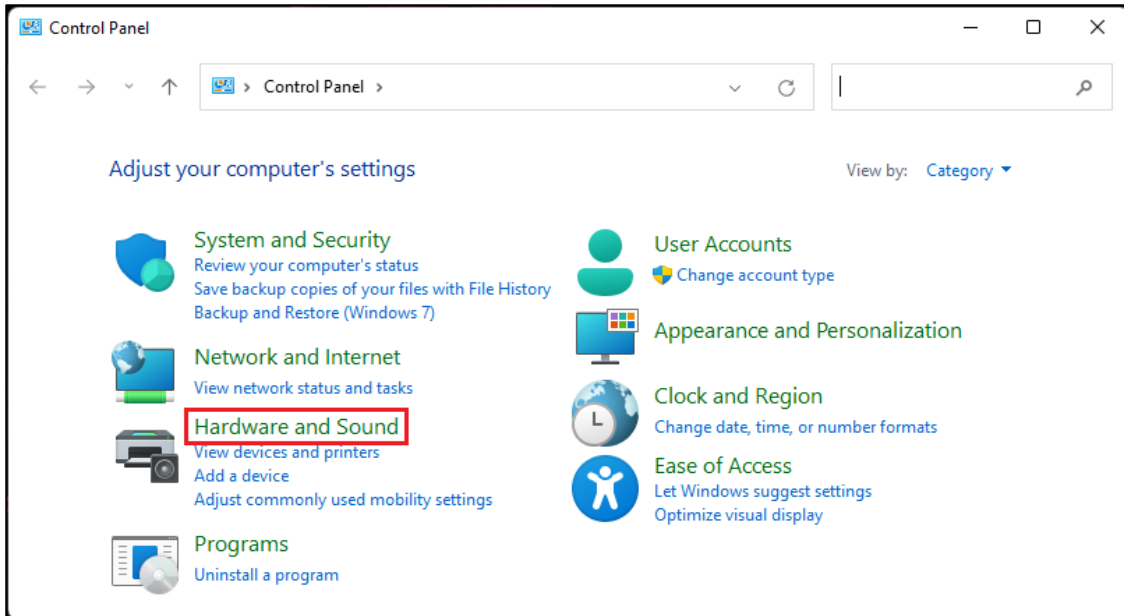 Control Panel
Control Panel
Adjust your computer's settings
View by: Category
System and Security
Review your computer's status
Save backup copies of your files with File History
Backup and Restore (Windows 7)
Network and Internet
View network status and tasks
Hardware and Sound
View devices and printers
Add a device
Adjust commonly used mobility settings
Programs
Uninstall a program
User Accounts
Change account type
Appearance and Personalization
Clock and Region
Change date, time, or number formats
Ease of Access
Let Windows suggest settings
Optimize visual display